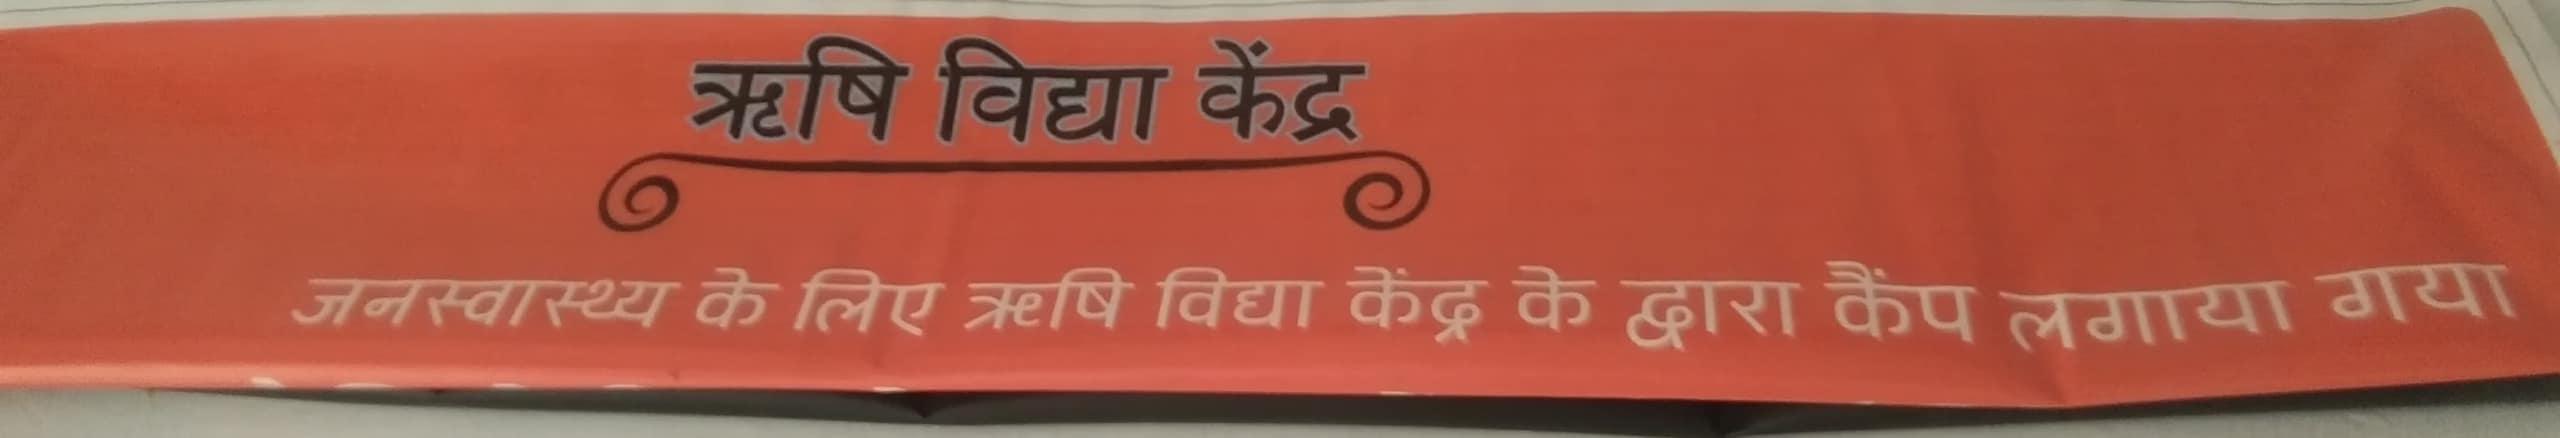 ऋषि विद्या केंद्र
जनस्वास्थ्य के लिए ऋषि विद्या केंद्र के द्वारा कैंप लगाया गया